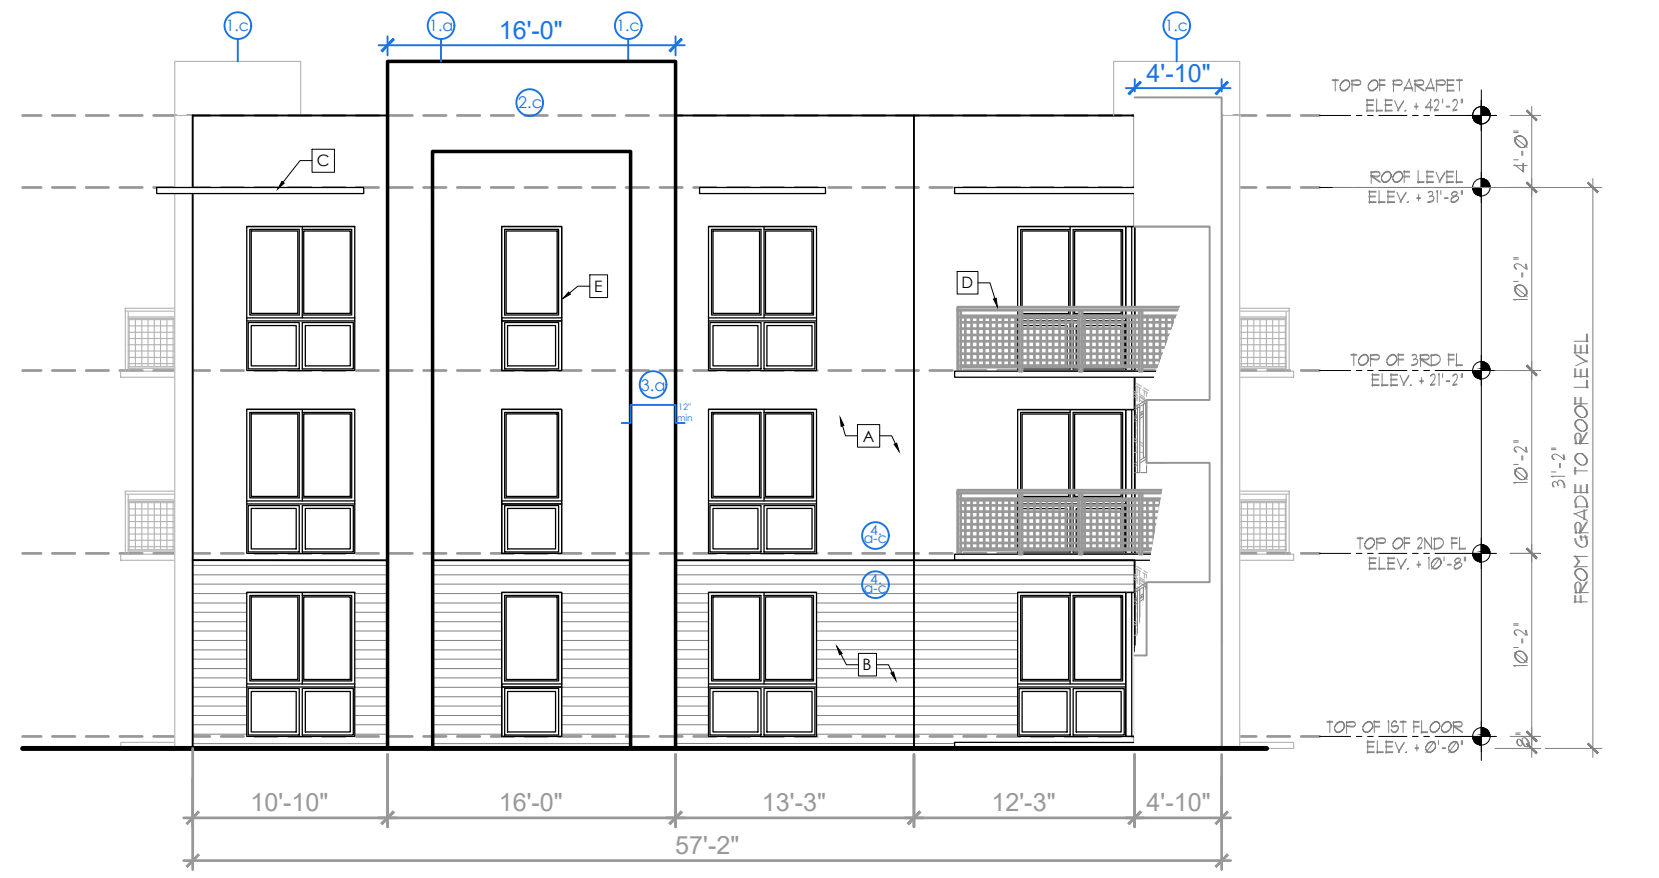 1.c
1.a
1.c
1.c
16'-0"
4'-10"
2.c
TOP OF PARAPET
ELEV. + 42'-2"
4'-0"
C
ROOF LEVEL
ELEV. + 31'-8"
E
D
10'-2"
3.a
12"
min
TOP OF 3RD FL
ELEV. + 21'-2"
A
10'-2"
31'-2"
FROM GRADE TO ROOF LEVEL
4.
a-c
TOP OF 2ND FL
ELEV. + 10'-8"
4.
a-c
B
10'-2"
TOP OF 1ST FLOOR
ELEV. + 0'-0"
8"
10'-10"
16'-0"
13'-3"
12'-3"
4'-10"
57'-2"